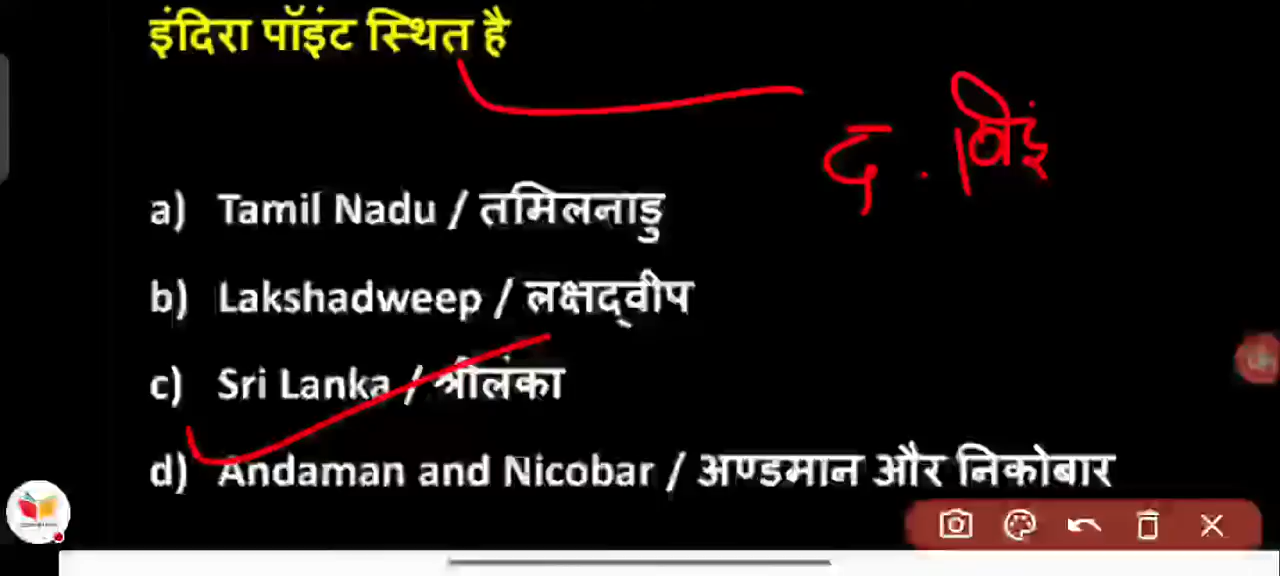 इंदिरा पॉइंट स्थित है
द. विंदु
a) Tamil Nadu / तमिलनाडु
b) Lakshadweep / लक्षद्वीप
c) Sri Lanka / श्रीलंका
d) Andaman and Nicobar / अण्डमान और निकोबार